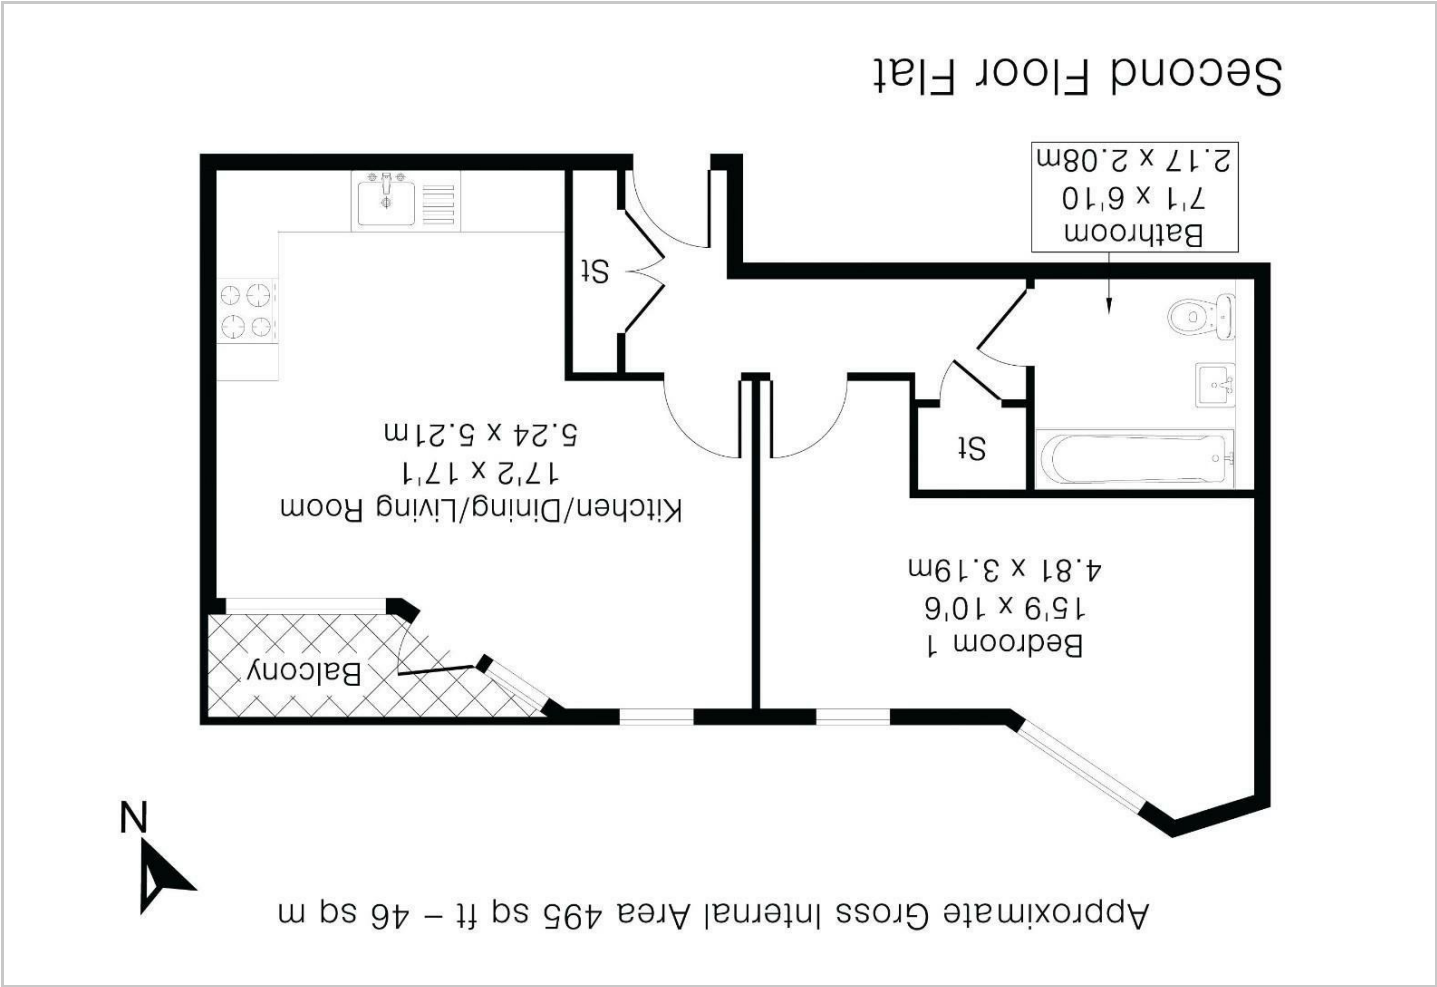 Approximate Gross Internal Area 495 sq ft – 46 sq m
N
Bedroom 1
15'9 x 10'6
4.81 x 3.19m
Balcony
Kitchen/Dining/Living Room
17'2 x 17'1
5.24 x 5.21m
St
St
Bathroom
7'1 x 6'10
2.17 x 2.08m
Second Floor Flat